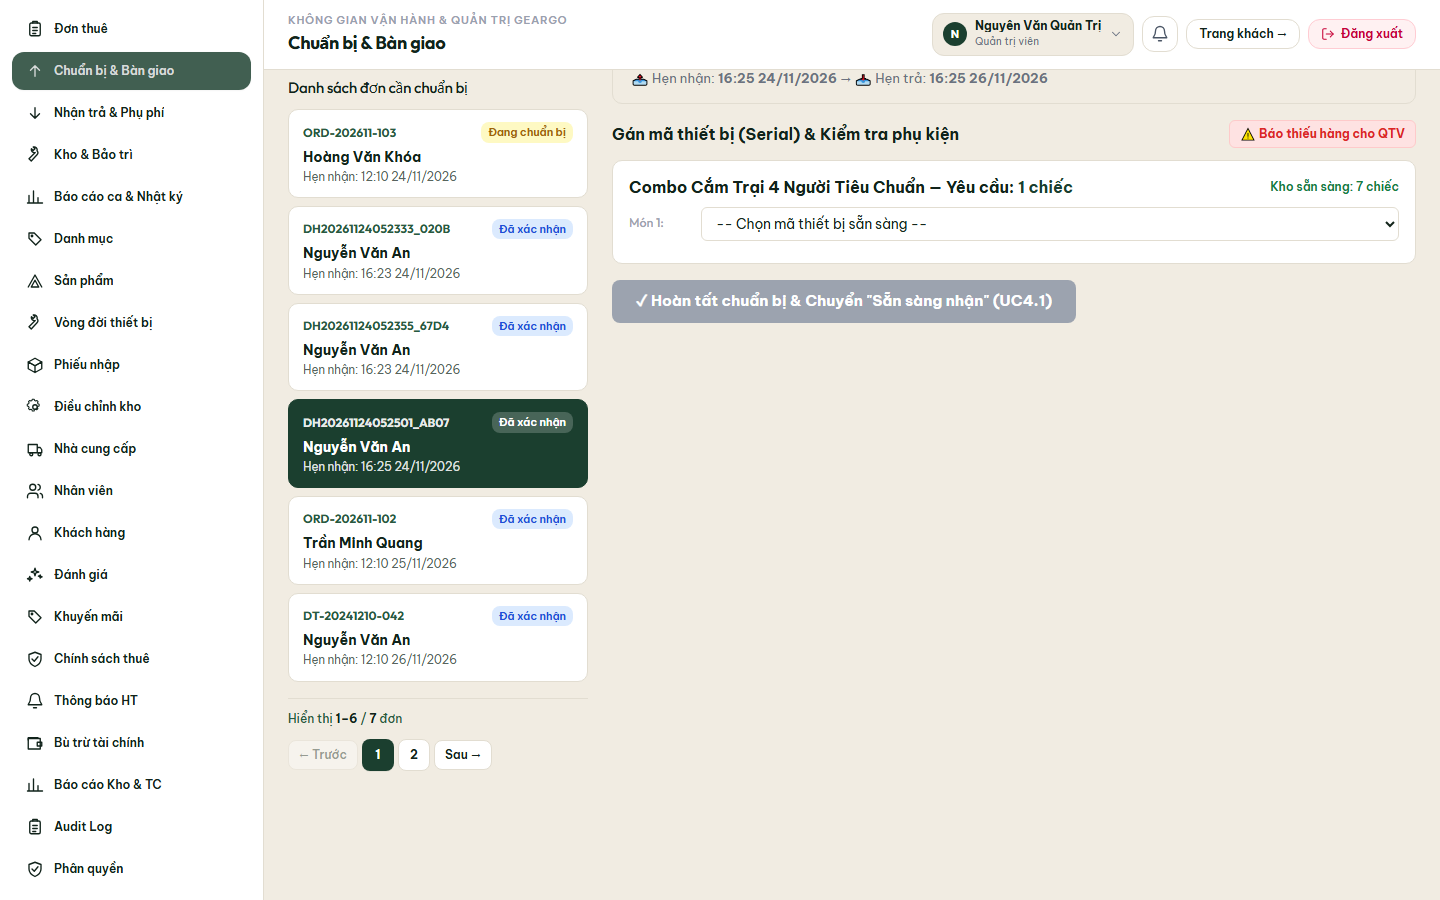 Đơn thuê
Chuẩn bị & Bàn giao
Nhận trả & Phụ phí
Kho & Bảo trì
Báo cáo ca & Nhật ký
Danh mục
Sản phẩm
Vòng đời thiết bị
Phiếu nhập
Điều chỉnh kho
Nhà cung cấp
Nhân viên
Khách hàng
Đánh giá
Khuyến mãi
Chính sách thuê
Thông báo HT
Bù trừ tài chính
Báo cáo Kho & TC
Audit Log
Phân quyền
KHÔNG GIAN VẬN HÀNH & QUẢN TRỊ GEARGO
Chuẩn bị & Bàn giao
N
Nguyễn Văn Quản Trị
Quản trị viên
Trang khách →
Đăng xuất
Danh sách đơn cần chuẩn bị
ORD-202611-103
Đang chuẩn bị
Hoàng Văn Khóa
Hẹn nhận: 12:10 24/11/2026
DH20261124052333_020B
Đã xác nhận
Nguyễn Văn An
Hẹn nhận: 16:23 24/11/2026
DH20261124052355_67D4
Đã xác nhận
Nguyễn Văn An
Hẹn nhận: 16:23 24/11/2026
DH20261124052501_AB07
Đã xác nhận
Nguyễn Văn An
Hẹn nhận: 16:25 24/11/2026
ORD-202611-102
Đã xác nhận
Trần Minh Quang
Hẹn nhận: 12:10 25/11/2026
DT-20241210-042
Đã xác nhận
Nguyễn Văn An
Hẹn nhận: 12:10 26/11/2026
Hiển thị 1–6 / 7 đơn
← Trước
1
2
Sau →
Hẹn nhận: 16:25 24/11/2026 → Hẹn trả: 16:25 26/11/2026
Gán mã thiết bị (Serial) & Kiểm tra phụ kiện
Báo thiếu hàng cho QTV
Combo Cắm Trại 4 Người Tiêu Chuẩn — Yêu cầu: 1 chiếc
Kho sẵn sàng: 7 chiếc
Món 1:
-- Chọn mã thiết bị sẵn sàng --
✓ Hoàn tất chuẩn bị & Chuyển "Sẵn sàng nhận" (UC4.1)